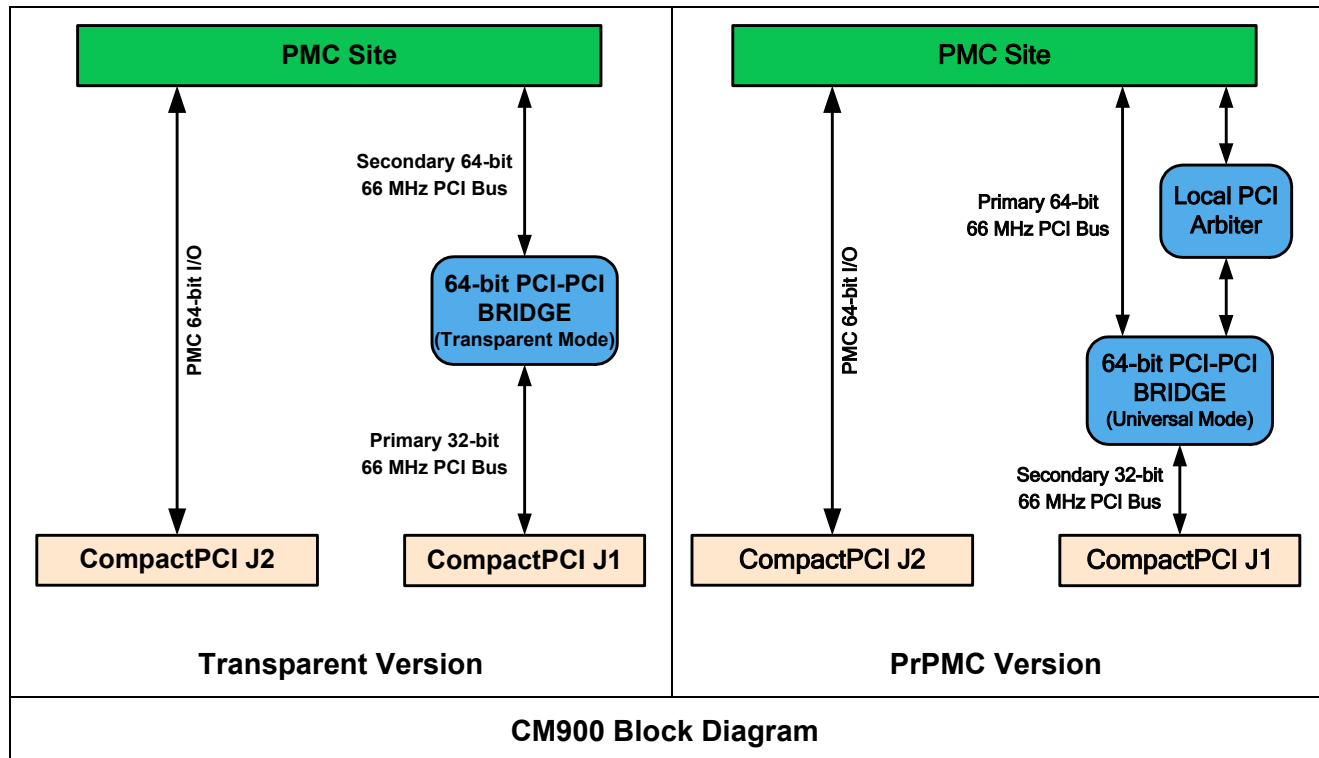 PMC Site
Secondary 64-bit
66 MHz PCI Bus
PMC 64-bit I/O
64-bit PCI-PCI
BRIDGE
(Transparent Mode)
Primary 32-bit
66 MHz PCI Bus
CompactPCI J2
CompactPCI J1
Transparent Version
PMC Site
Primary 64-bit
66 MHz PCI Bus
Local PCI
Arbiter
PMC 64-bit I/O
64-bit PCI-PCI
BRIDGE
(Universal Mode)
Secondary 32-bit
66 MHz PCI Bus
CompactPCI J2
CompactPCI J1
PrPMC Version
CM900 Block Diagram